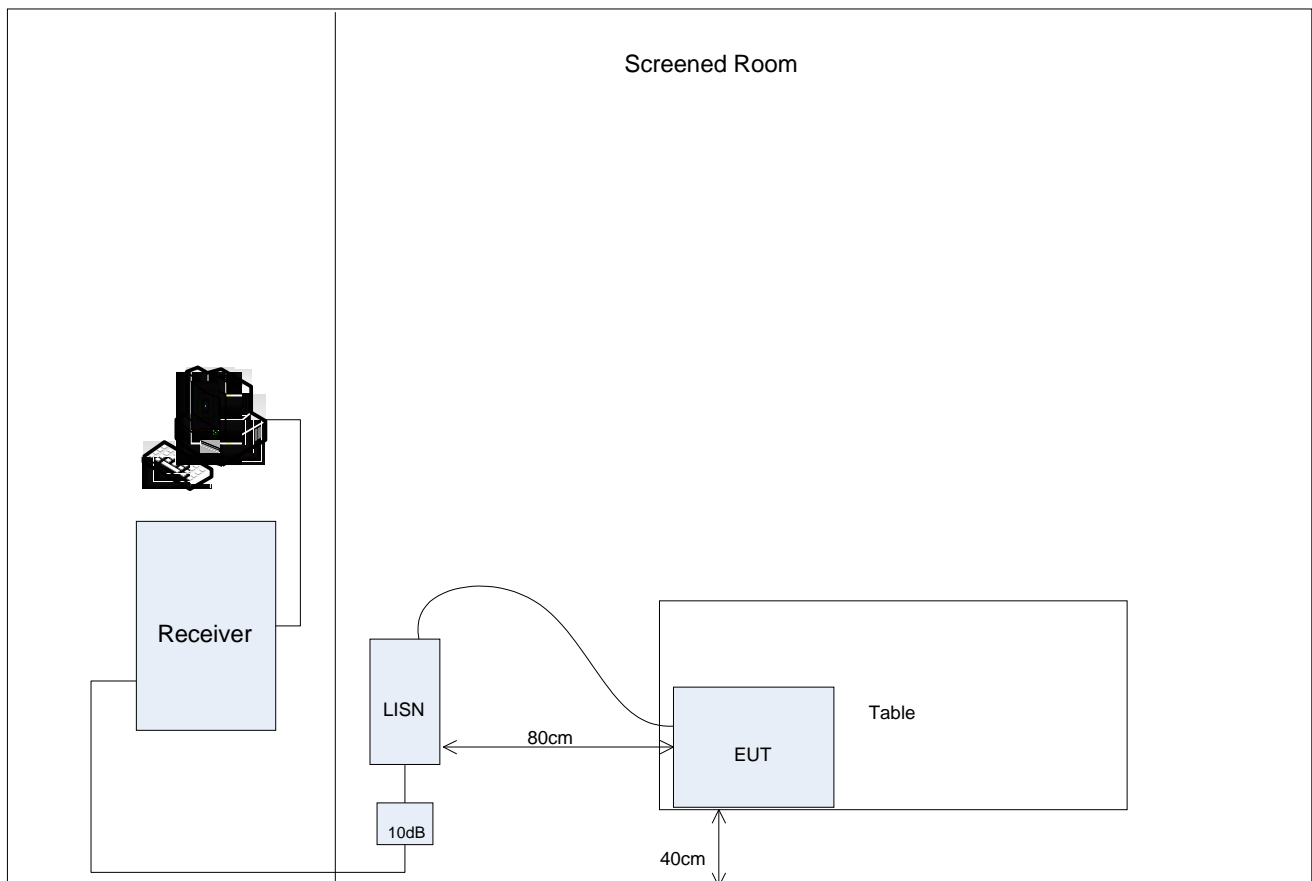 Screened Room
Receiver
LISN
80cm
EUT
Table
10dB
40cm